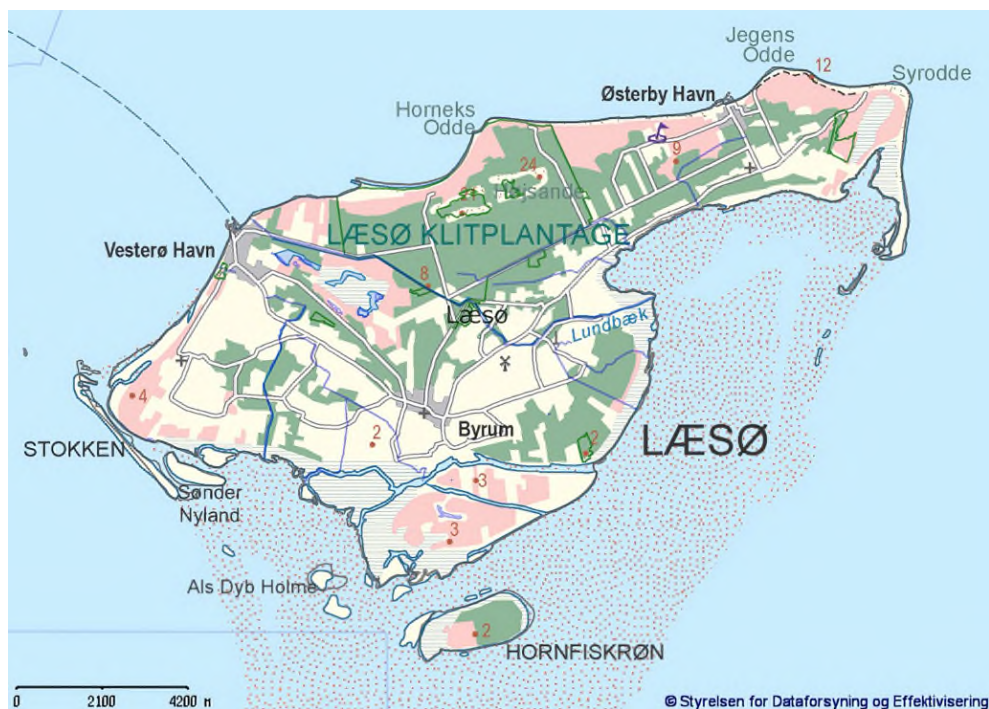 Jegens
Odde
12
Syrodde
Østerby Havn
Horneks
Odde
9
24
Højsande
21
LÆSØ KLITPLANTAGE
Vesterø Havn
8
Læsø
Lundbæk
4
STOKKEN
2
Byrum
2
LÆSØ
3
Sønder
Nyland
3
Als Dyb Holme
2
HORNFISKRØN
0 2100 4200 M
© Styrelsen for Dataforsyning og Effektivisering